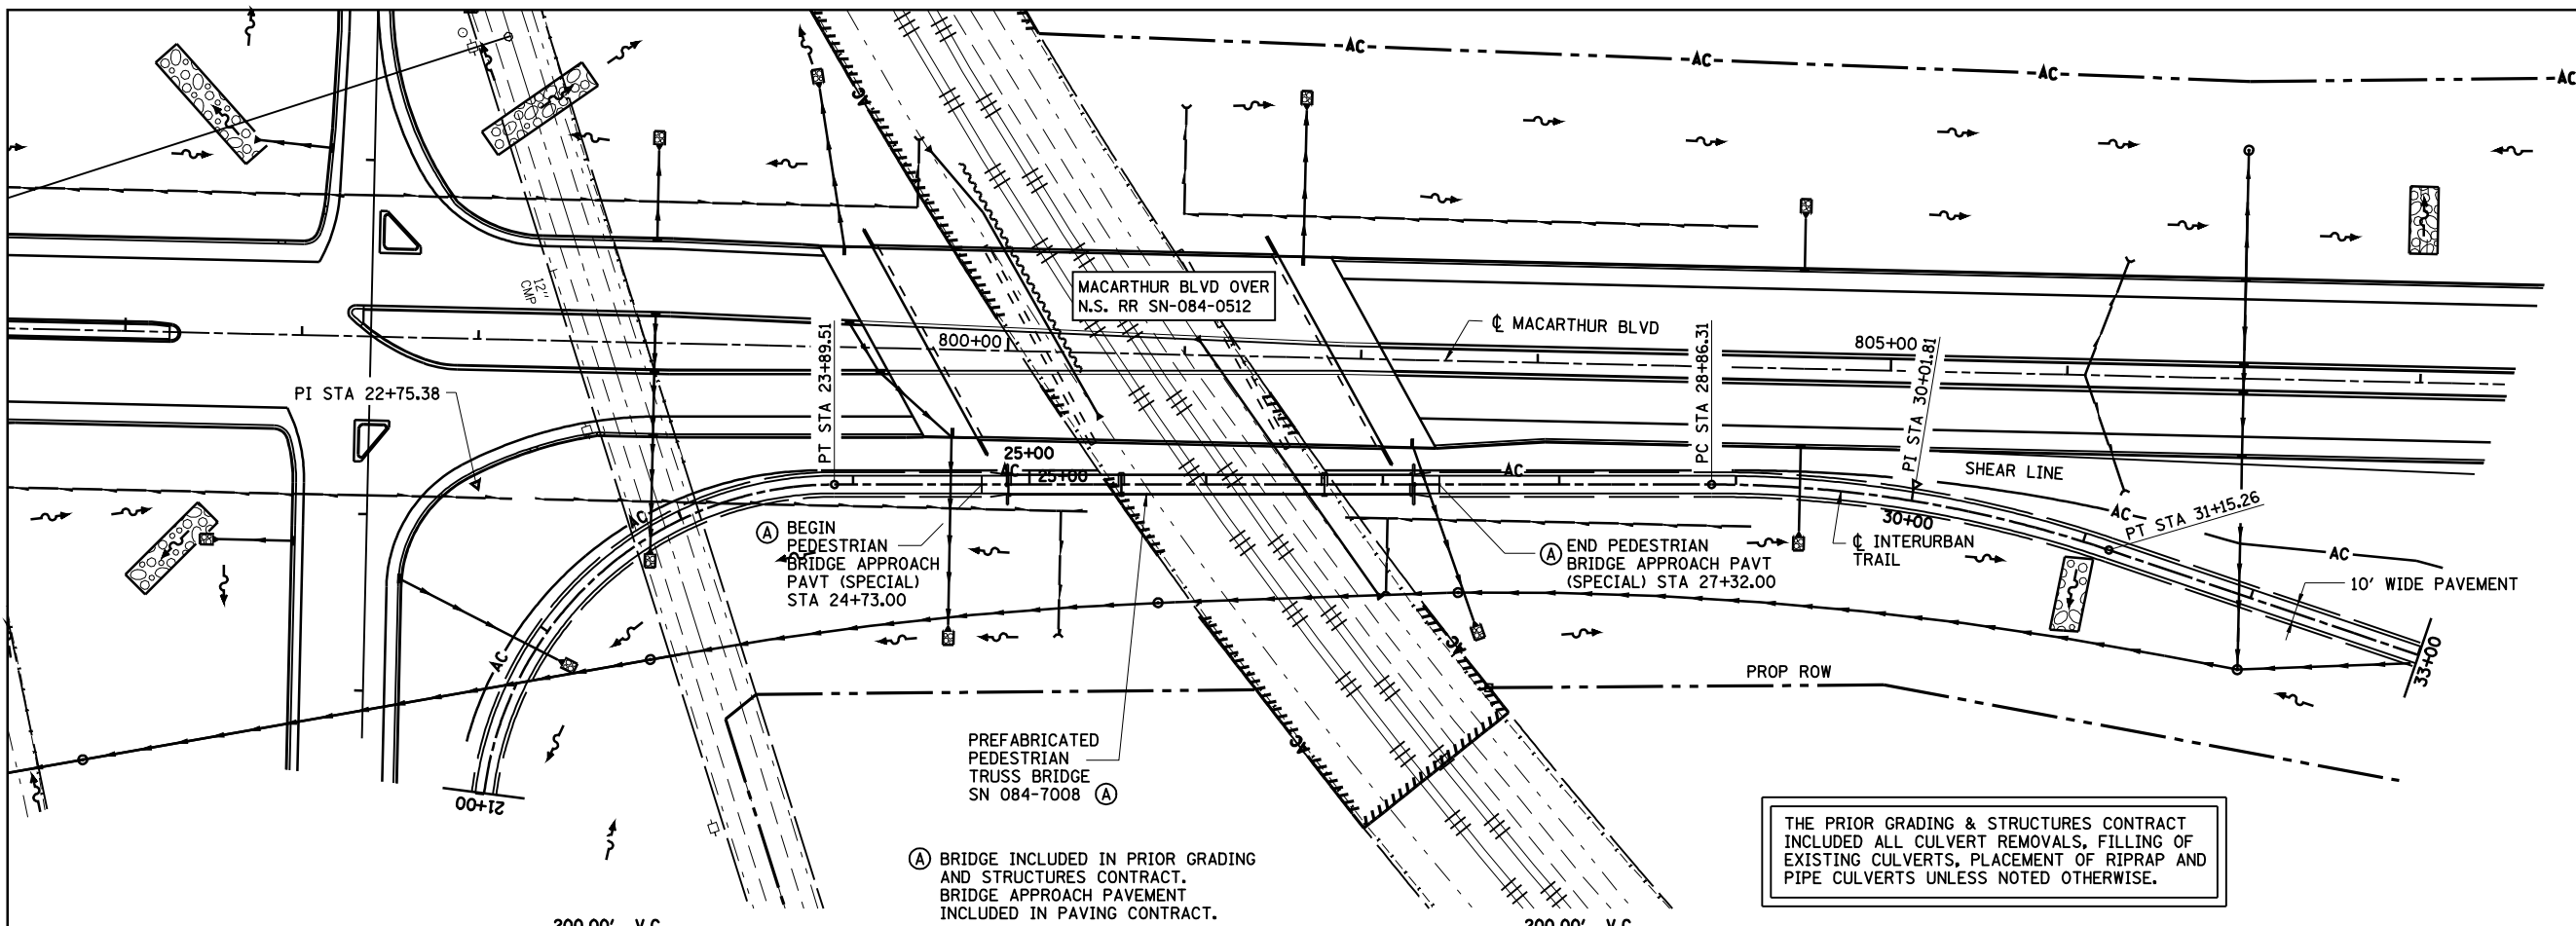 AC
AC
AC
AC
AC
12"
CMP
MACARTHUR BLVD OVER
N.S. RR SN-084-0512
℄ MACARTHUR BLVD
800+00
805+00
PI STA 22+75.38
PT STA 23+89.51
PC STA 28+86.31
PI STA 30+01.81
25+00
AC
25+00
AC
SHEAR LINE
AC
AC
PT STA 31+15.26
30+00
℄ INTERURBAN
TRAIL
AC
10' WIDE PAVEMENT
Ⓐ BEGIN
PEDESTRIAN
BRIDGE APPROACH
PAVT (SPECIAL)
STA 24+73.00
Ⓐ END PEDESTRIAN
BRIDGE APPROACH PAVT
(SPECIAL) STA 27+32.00
AC
AC
PROP ROW
33+00
AC
21+00
PREFABRICATED
PEDESTRIAN
TRUSS BRIDGE
SN 084-7008 Ⓐ
Ⓐ BRIDGE INCLUDED IN PRIOR GRADING
AND STRUCTURES CONTRACT.
BRIDGE APPROACH PAVEMENT
INCLUDED IN PAVING CONTRACT.
THE PRIOR GRADING & STRUCTURES CONTRACT
INCLUDED ALL CULVERT REMOVALS, FILLING OF
EXISTING CULVERTS, PLACEMENT OF RIPRAP AND
PIPE CULVERTS UNLESS NOTED OTHERWISE.
200.00' V.C.
200.00' V.C.